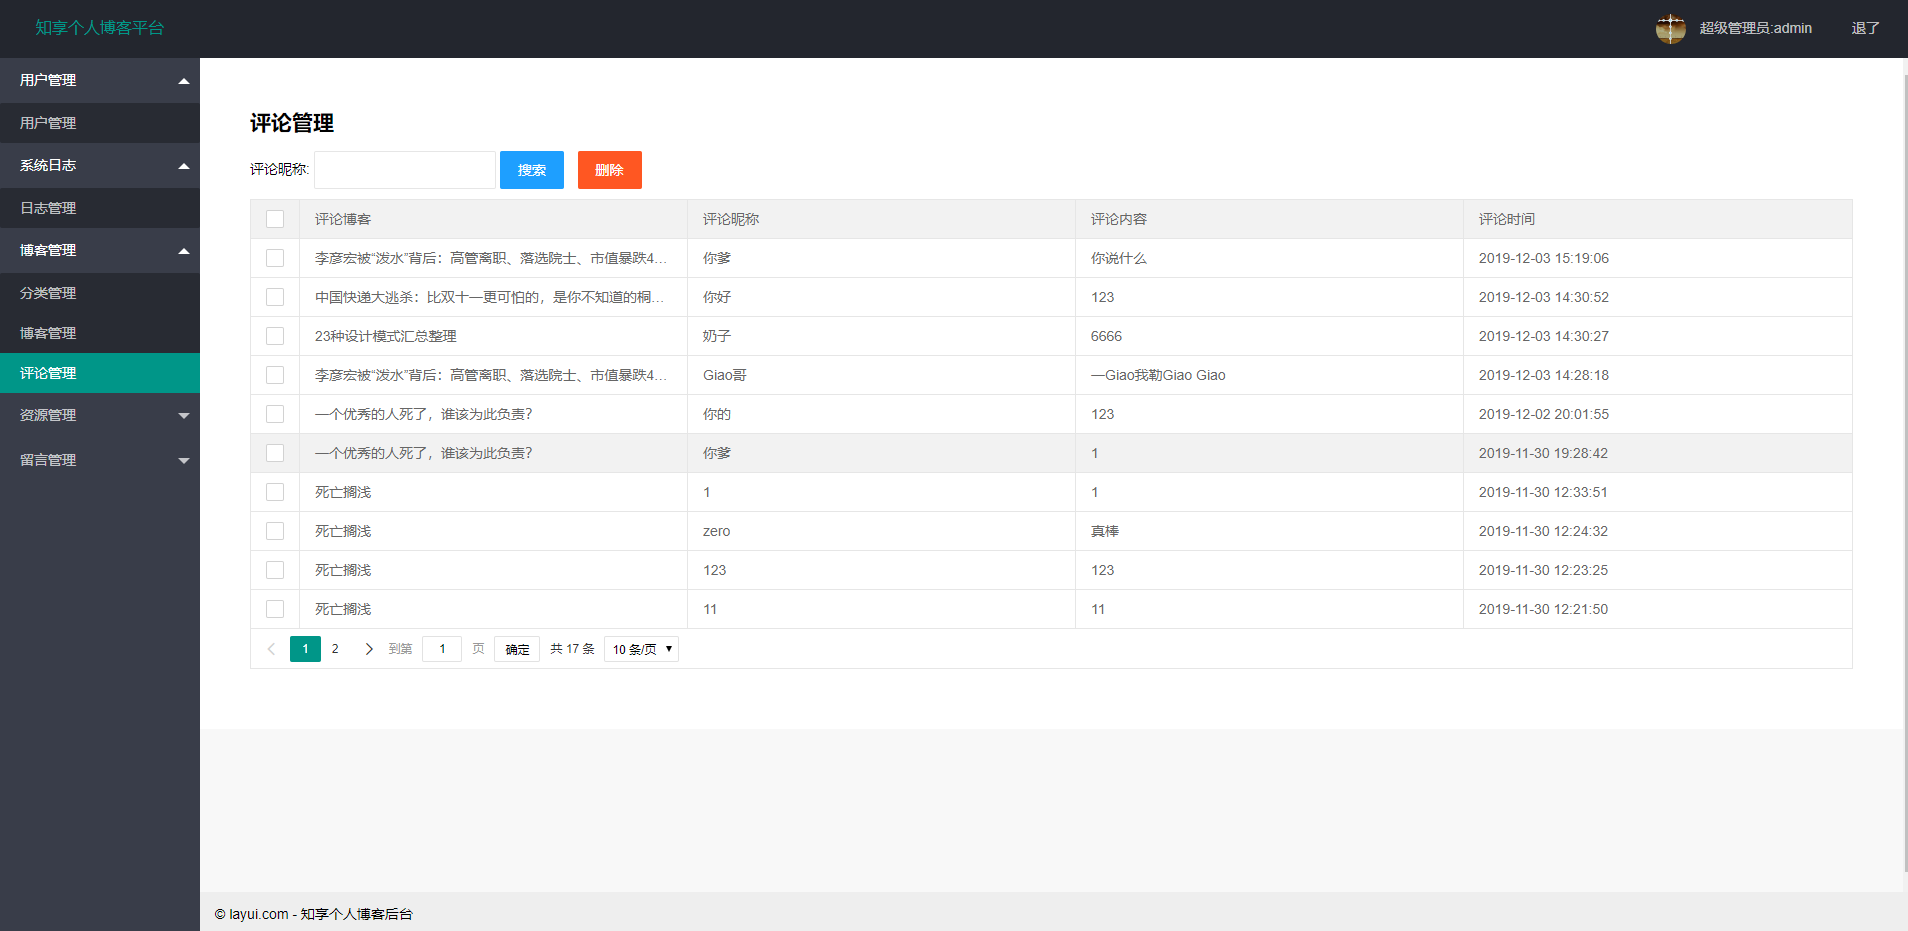 知享个人博客平台
超级管理员:admin 退了
用户管理
用户管理
系统日志
日志管理
博客管理
分类管理
博客管理
评论管理
资源管理
留言管理
评论管理
评论昵称: 搜索 删除
评论博客 评论昵称 评论内容 评论时间
李彦宏被“泼水”背后：高管离职、落选院士、市值暴跌4... 你爹 你说什么 2019-12-03 15:19:06
中国快递大逃杀：比双十一更可怕的，是你不知道的桐... 你好 123 2019-12-03 14:30:52
23种设计模式汇总整理 奶子 6666 2019-12-03 14:30:27
李彦宏被“泼水”背后：高管离职、落选院士、市值暴跌4... Giao哥 一Giao我勒Giao Giao 2019-12-03 14:28:18
一个优秀的人死了，谁该为此负责？ 你的 123 2019-12-02 20:01:55
一个优秀的人死了，谁该为此负责？ 你爹 1 2019-11-30 19:28:42
死亡搁浅 1 1 2019-11-30 12:33:51
死亡搁浅 zero 真棒 2019-11-30 12:24:32
死亡搁浅 123 123 2019-11-30 12:23:25
死亡搁浅 11 11 2019-11-30 12:21:50
1 2 到第 1 页 确定 共 17 条 10 条/页
© layui.com - 知享个人博客后台